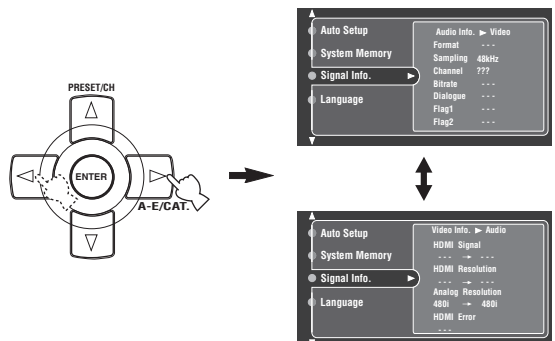 PRESET/CH
ENTER
A-E/CAT.
Auto Setup
System Memory
Signal Info.
Language
Audio Info. ► Video
Format - - -
Sampling 48kHz
Channel ???
Bitrate - - -
Dialogue - - -
Flag1 - - -
Flag2 - - -
Auto Setup
System Memory
Signal Info.
Language
Video Info. ► Audio
HDMI Signal
- - - → - - -
HDMI Resolution
- - - → - - -
Analog Resolution
480i → 480i
HDMI Error
- - -